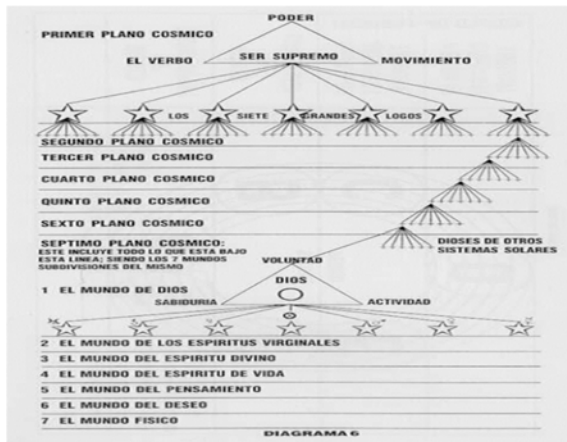 PODER
PRIMER PLANO COSMICO
SER SUPREMO
EL VERBO
MOVIMIENTO
LOS SIETE GRANDES LOGOS
SEGUNDO PLANO COSMICO
TERCER PLANO COSMICO
CUARTO PLANO COSMICO
QUINTO PLANO COSMICO
SEXTO PLANO COSMICO
SEPTIMO PLANO COSMICO:
ESTE INCLUYE TODO LO QUE ESTA BAJO
ESTA LINEA; SIENDO LOS 7 MUNDOS
SUBDIVISIONES DEL MISMO
DIOSES DE OTROS
SISTEMAS SOLARES
VOLUNTAD
DIOS
1 EL MUNDO DE DIOS
SABIDURIA
ACTIVIDAD
2 EL MUNDO DE LOS ESPIRITUS VIRGINALES
3 EL MUNDO DEL ESPIRITU DIVINO
4 EL MUNDO DEL ESPIRITU DE VIDA
5 EL MUNDO DEL PENSAMIENTO
6 EL MUNDO DEL DESEO
7 EL MUNDO FISICO
DIAGRAMA 6